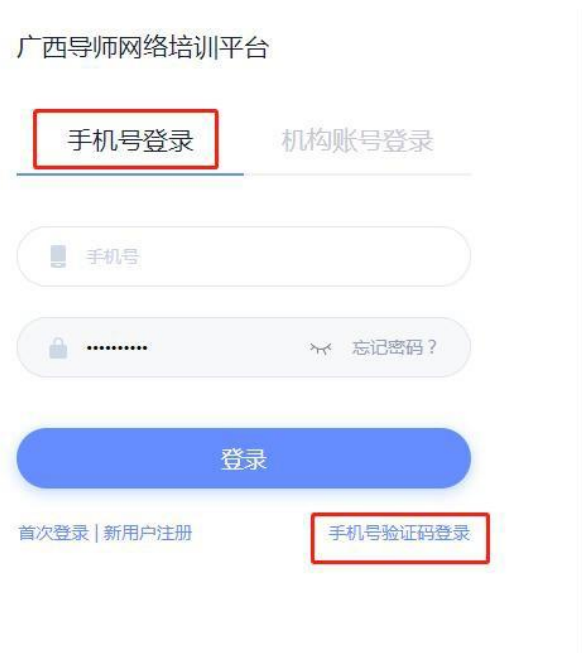 广西导师网络培训平台
手机号登录 机构账号登录
手机号
•••••••••• 忘记密码？
登录
首次登录 | 新用户注册 手机号验证码登录